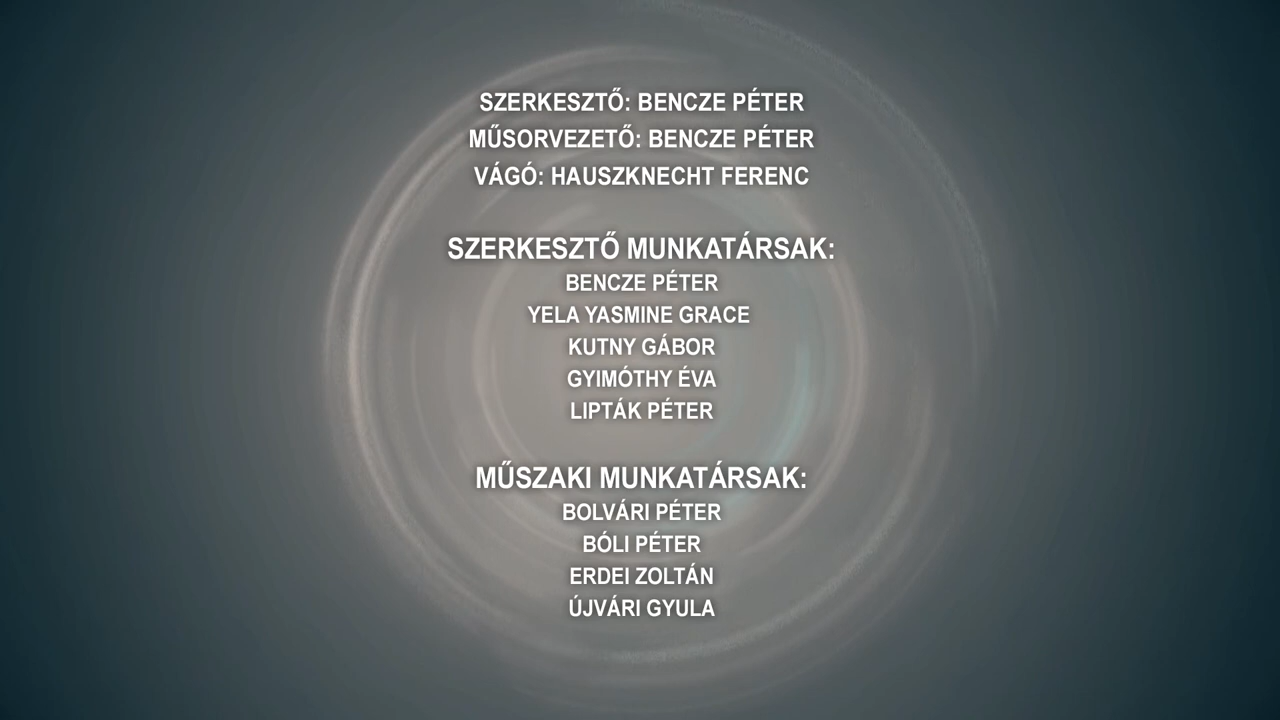 SZERKESZTŐ: BENCZE PÉTER
MŰSORVEZETŐ: BENCZE PÉTER
VÁGÓ: HAUSZKNECHT FERENC
SZERKESZTŐ MUNKATÁRSAK:
BENCZE PÉTER
YELA YASMINE GRACE
KUTNY GÁBOR
GYIMÓTHY ÉVA
LIPTÁK PÉTER
MŰSZAKI MUNKATÁRSAK:
BOLVÁRI PÉTER
BÓLI PÉTER
ERDEI ZOLTÁN
ÚJVÁRI GYULA